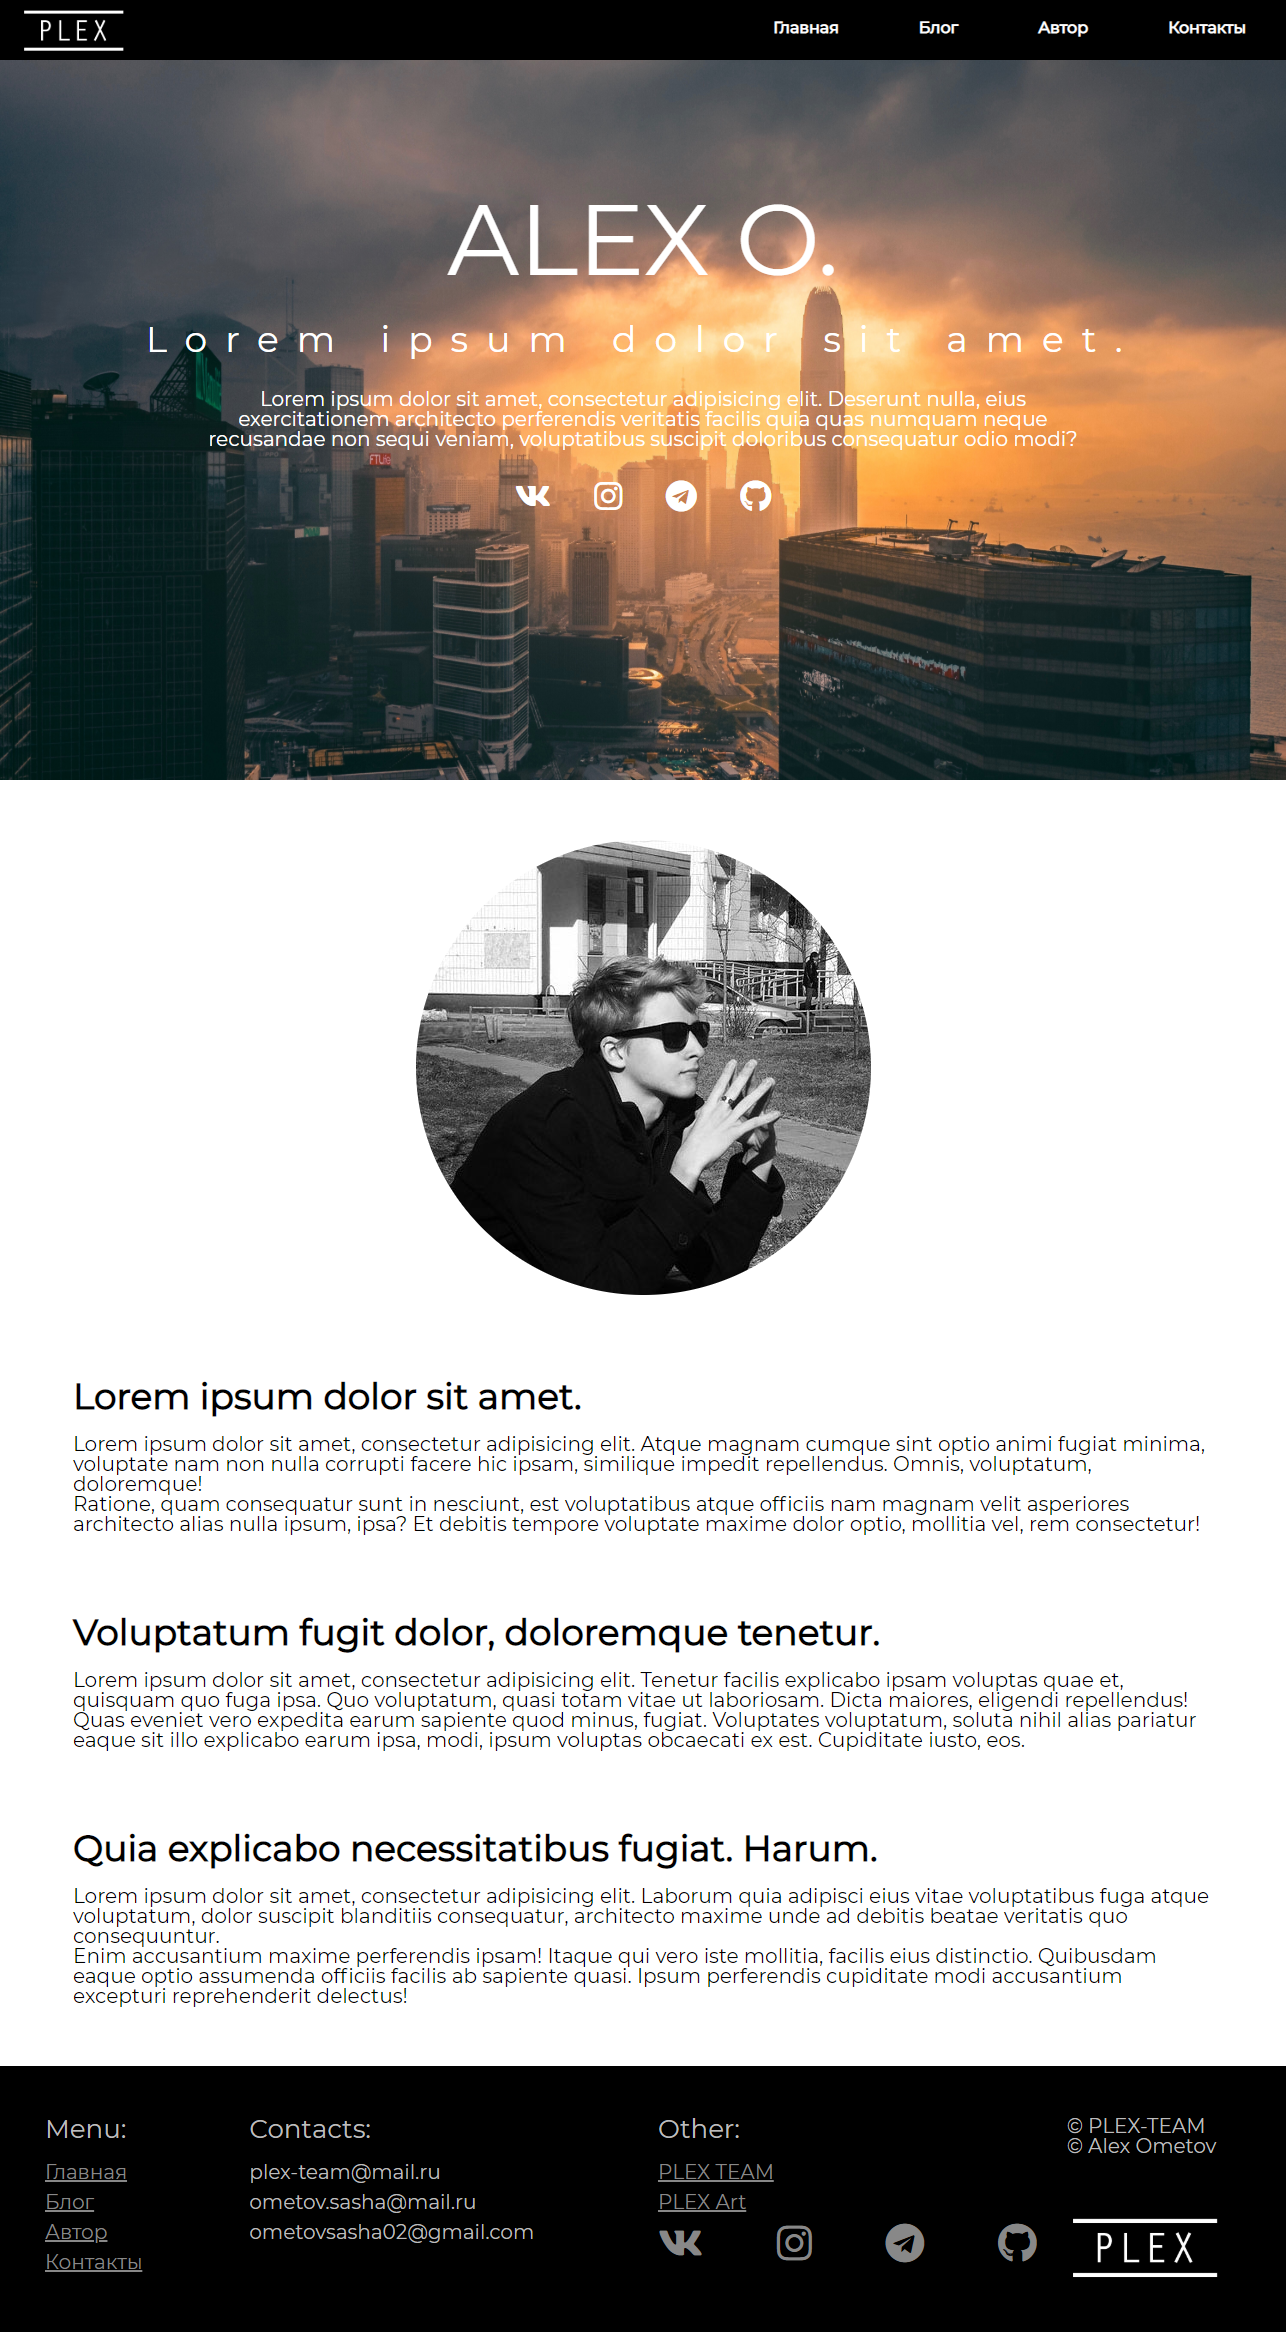 PLEX
Главная Блог Автор Контакты
ALEX O.
Lorem ipsum dolor sit amet.
Lorem ipsum dolor sit amet, consectetur adipisicing elit. Deserunt nulla, eius
exercitationem architecto perferendis veritatis facilis quia quas numquam neque
recusandae non sequi veniam, voluptatibus suscipit doloribus consequatur odio modi?
Lorem ipsum dolor sit amet.
Lorem ipsum dolor sit amet, consectetur adipisicing elit. Atque magnam cumque sint optio animi fugiat minima,
voluptate nam non nulla corrupti facere hic ipsam, similique impedit repellendus. Omnis, voluptatum,
doloremque!
Ratione, quam consequatur sunt in nesciunt, est voluptatibus atque officiis nam magnam velit asperiores
architecto alias nulla ipsum, ipsa? Et debitis tempore voluptate maxime dolor optio, mollitia vel, rem consectetur!
Voluptatum fugit dolor, doloremque tenetur.
Lorem ipsum dolor sit amet, consectetur adipisicing elit. Tenetur facilis explicabo ipsam voluptas quae et,
quisquam quo fuga ipsa. Quo voluptatum, quasi totam vitae ut laboriosam. Dicta maiores, eligendi repellendus!
Quas eveniet vero expedita earum sapiente quod minus, fugiat. Voluptates voluptatum, soluta nihil alias pariatur
eaque sit illo explicabo earum ipsa, modi, ipsum voluptas obcaecati ex est. Cupiditate iusto, eos.
Quia explicabo necessitatibus fugiat. Harum.
Lorem ipsum dolor sit amet, consectetur adipisicing elit. Laborum quia adipisci eius vitae voluptatibus fuga atque
voluptatum, dolor suscipit blanditiis consequatur, architecto maxime unde ad debitis beatae veritatis quo
consequuntur.
Enim accusantium maxime perferendis ipsam! Itaque qui vero iste mollitia, facilis eius distinctio. Quibusdam
eaque optio assumenda officiis facilis ab sapiente quasi. Ipsum perferendis cupiditate modi accusantium
excepturi reprehenderit delectus!
Menu:
Главная
Блог
Автор
Контакты
Contacts:
plex-team@mail.ru
ometov.sasha@mail.ru
ometovsasha02@gmail.com
Other:
PLEX TEAM
PLEX Art
© PLEX-TEAM
© Alex Ometov
PLEX